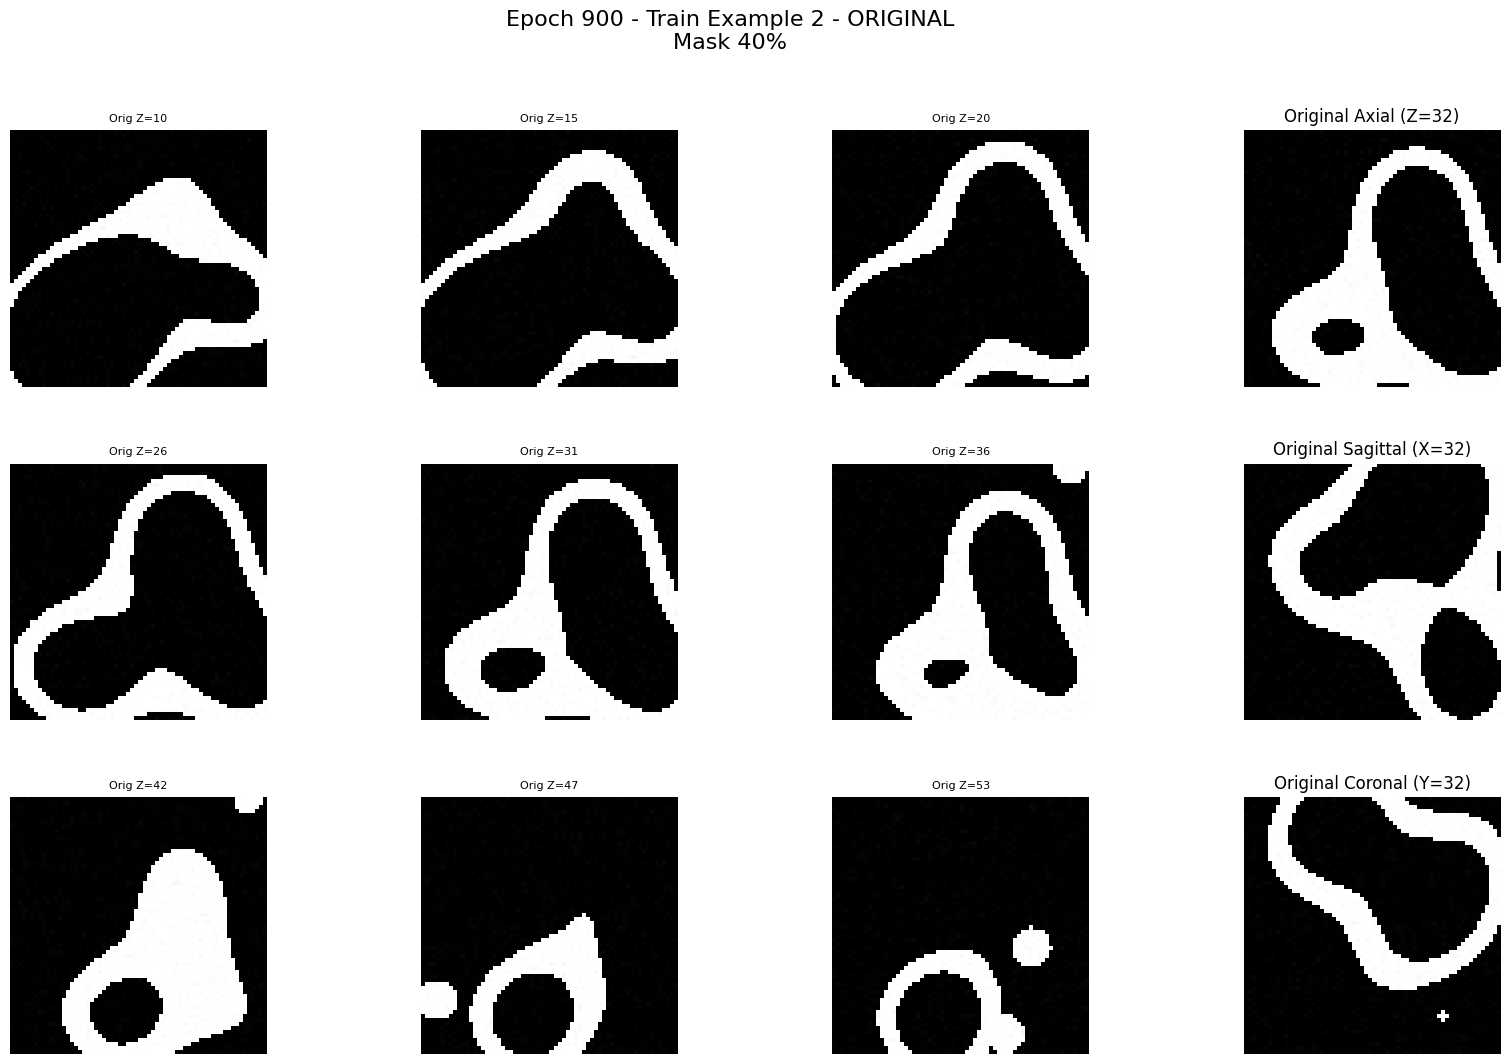 Epoch 900 - Train Example 2 - ORIGINAL
Mask 40%
Orig Z=10
Orig Z=15
Orig Z=20
Original Axial (Z=32)
Orig Z=26
Orig Z=31
Orig Z=36
Original Sagittal (X=32)
Orig Z=42
Orig Z=47
Orig Z=53
Original Coronal (Y=32)